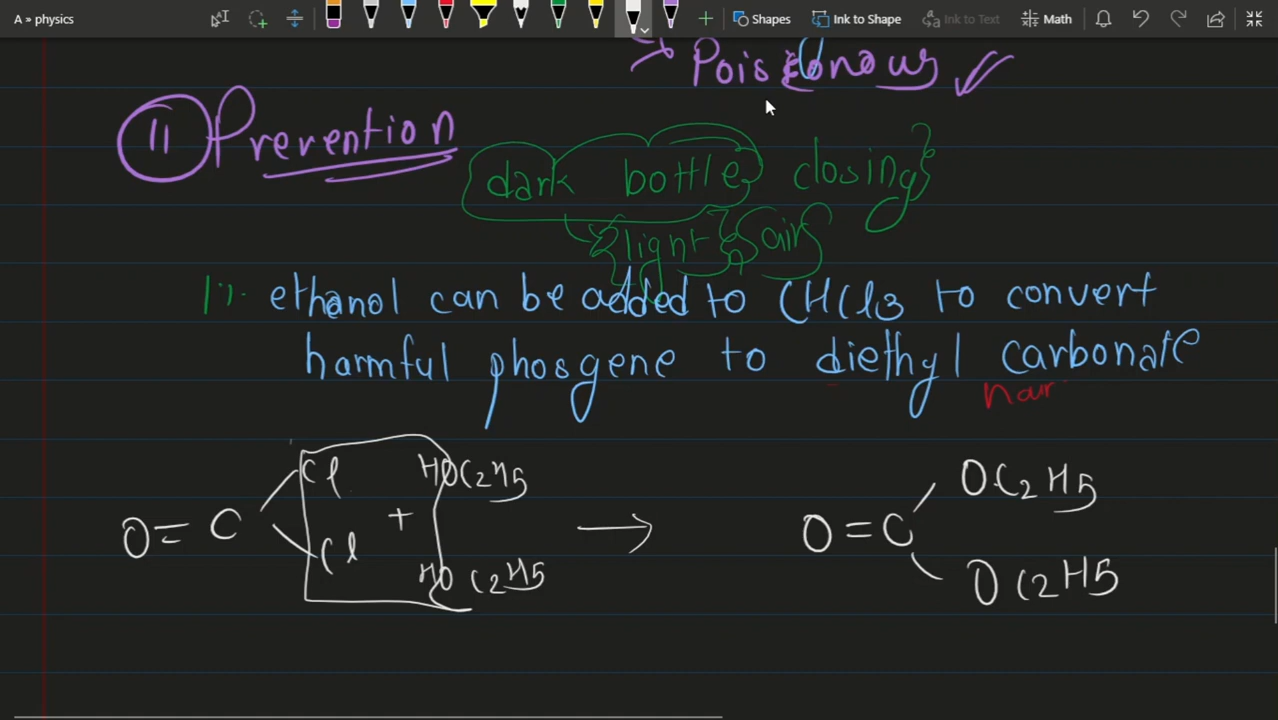 A » physics
Shapes Ink to Shape Ink to Text Math
Poisonous
11 Prevention
dark bottle closing
light air
1%. ethanol can be added to CHCl3 to convert
harmful phosgene to diethyl carbonate
har
Cl HOC2H5 OC2H5
O=C + → O=C
Cl HOC2H5 OC2H5